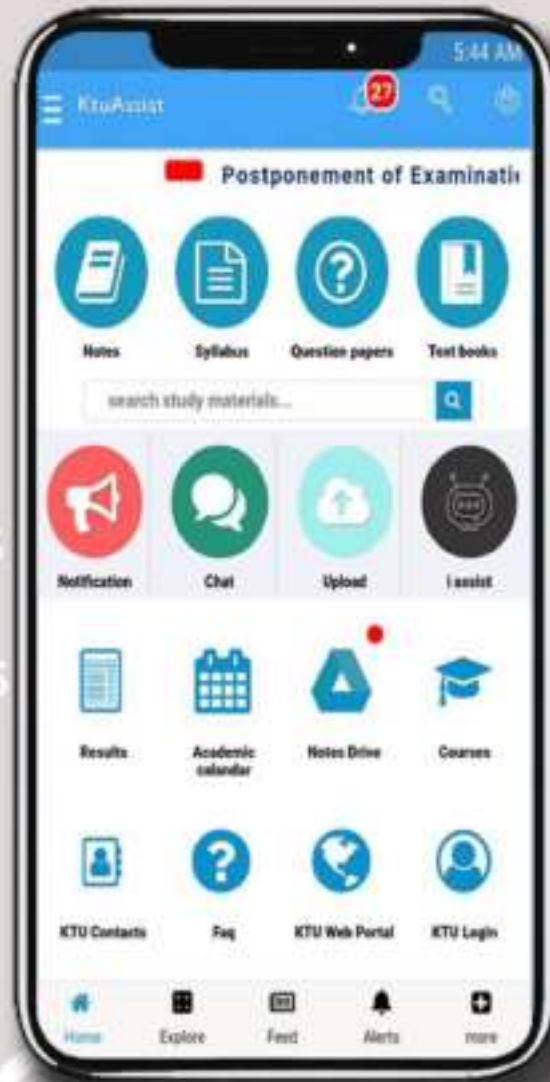 5:44 AM
KtuAssist
27
Postponement of Examinatio
Notes Syllabus Question papers Text books
search study materials...
Notification Chat Upload i assist
Results Academic calandar Notes Drive Courses
KTU Contacts Faq KTU Web Portal KTU Login
Home Explore Feed Alerts more